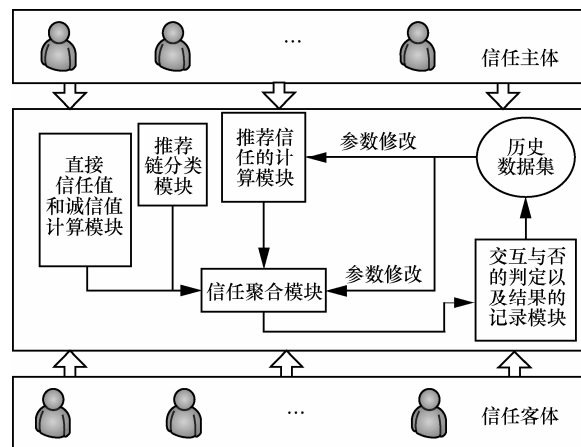 …
信任主体
直接
信任值
和诚信值
计算模块
推荐
链分类
模块
推荐信
任的计
算模块
参数修改
历史
数据集
信任聚合模块
参数修改
交互与否
的判定以
及结果的
记录模块
…
信任客体